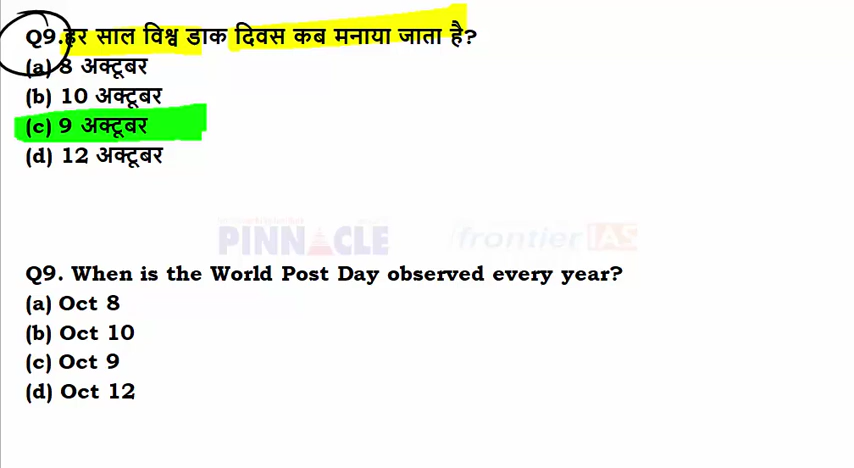 Q9.हर साल विश्व डाक दिवस कब मनाया जाता है?
(a) 8 अक्टूबर
(b) 10 अक्टूबर
(c) 9 अक्टूबर
(d) 12 अक्टूबर
PINNACLE frontier IAS
Q9. When is the World Post Day observed every year?
(a) Oct 8
(b) Oct 10
(c) Oct 9
(d) Oct 12